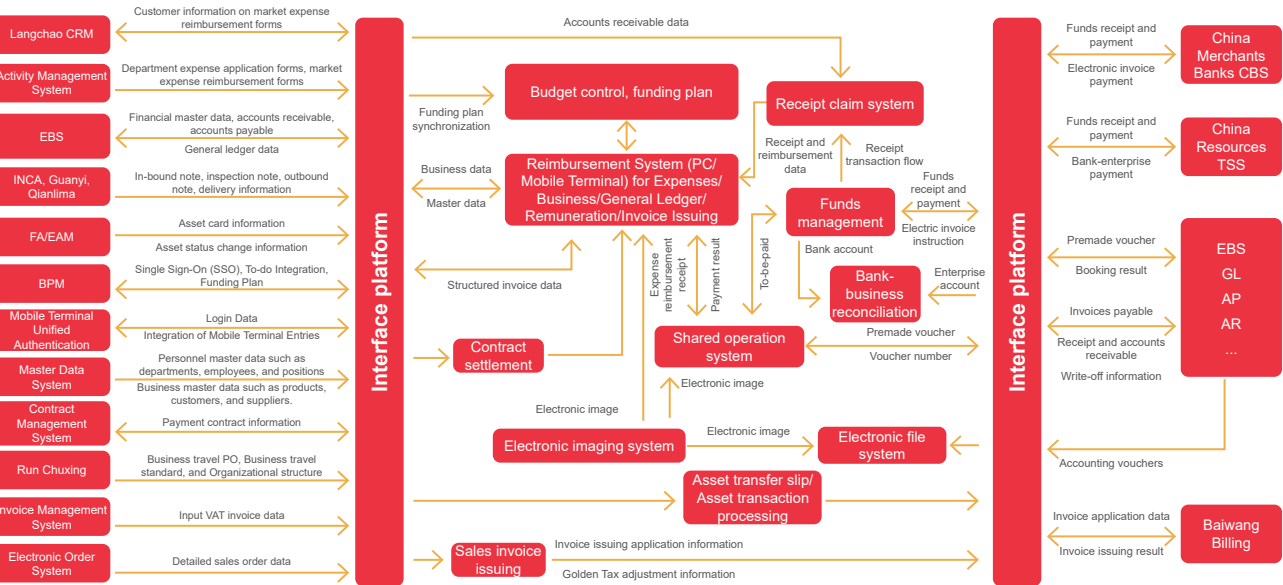 Langchao CRM
Customer information on market expense
reimbursement forms
Activity Management
System
Department expense application forms, market
expense reimbursement forms
EBS
Financial master data, accounts receivable,
accounts payable
General ledger data
INCA, Guanyi,
Qianlima
In-bound note, inspection note, outbound
note, delivery information
FA/EAM
Asset card information
Asset status change information
BPM
Single Sign-On (SSO), To-do Integration,
Funding Plan
Mobile Terminal
Unified
Authentication
Login Data
Integration of Mobile Terminal Entries
Master Data
System
Personnel master data such as
departments, employees, and positions
Business master data such as products,
customers, and suppliers.
Contract
Management
System
Payment contract information
Run Chuxing
Business travel PO, Business travel
standard, and Organizational structure
Invoice Management
System
Input VAT invoice data
Electronic Order
System
Detailed sales order data
Interface platform
Accounts receivable data
Budget control, funding plan
Funding plan
synchronization
Receipt claim system
Business data
Master data
Reimbursement System (PC/
Mobile Terminal) for Expenses/
Business/General Ledger/
Remuneration/Invoice Issuing
Receipt and
reimbursement
data
Receipt
transaction flow
Funds
management
Funds
receipt and
payment
Electric invoice
instruction
Structured invoice data
Expense
reimbursement
receipt
Payment result
To-be-paid
Bank account
Bank-
business
reconciliation
Enterprise
account
Contract
settlement
Shared operation
system
Premade voucher
Voucher number
Electronic image
Electronic image
Electronic imaging system
Electronic image
Electronic file
system
Asset transfer slip/
Asset transaction
processing
Sales invoice
issuing
Invoice issuing application information
Golden Tax adjustment information
Interface platform
Funds receipt and
payment
Electronic invoice
payment
China
Merchants
Banks CBS
Funds receipt and
payment
Bank-enterprise
payment
China
Resources
TSS
Premade voucher
Booking result
Invoices payable
Receipt and accounts
receivable
Write-off information
EBS
GL
AP
AR
...
Accounting vouchers
Invoice application data
Invoice issuing result
Baiwang
Billing